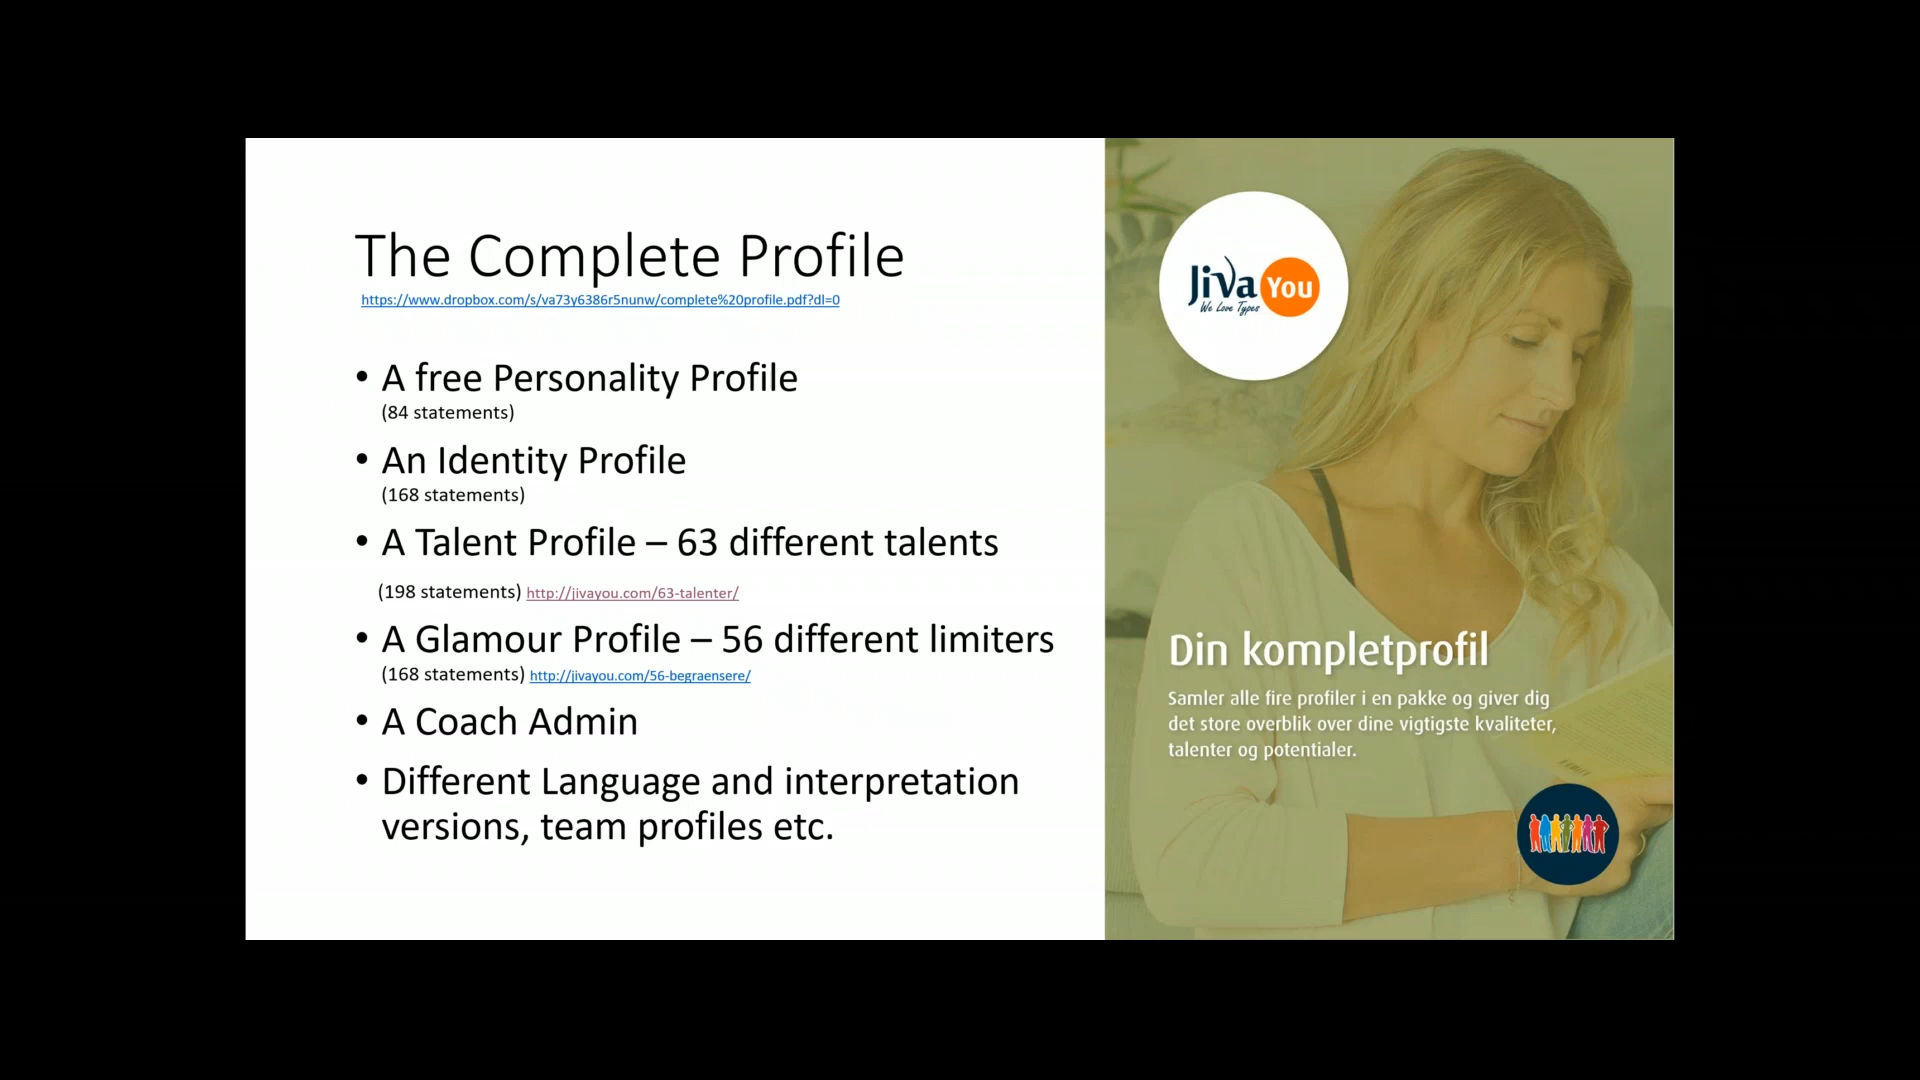 The Complete Profile
https://www.dropbox.com/s/va73y6386r5nunw/complete%20profile.pdf?dl=0
• A free Personality Profile
(84 statements)
• An Identity Profile
(168 statements)
• A Talent Profile – 63 different talents
(198 statements) http://jivayou.com/63-talenter/
• A Glamour Profile – 56 different limiters
(168 statements) http://jivayou.com/56-begraensere/
• A Coach Admin
• Different Language and interpretation
versions, team profiles etc.
Jiva You
We Love Types
Din kompletprofil
Samler alle fire profiler i en pakke og giver dig
det store overblik over dine vigtigste kvaliteter,
talenter og potentialer.